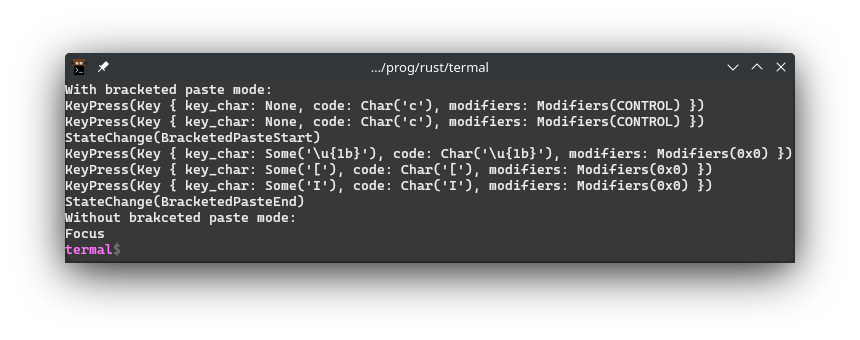 .../prog/rust/termal
With bracketed paste mode:
KeyPress(Key { key_char: None, code: Char('c'), modifiers: Modifiers(CONTROL) })
KeyPress(Key { key_char: None, code: Char('c'), modifiers: Modifiers(CONTROL) })
StateChange(BracketedPasteStart)
KeyPress(Key { key_char: Some('\u{1b}'), code: Char('\u{1b}'), modifiers: Modifiers(0x0) })
KeyPress(Key { key_char: Some('['), code: Char('['), modifiers: Modifiers(0x0) })
KeyPress(Key { key_char: Some('I'), code: Char('I'), modifiers: Modifiers(0x0) })
StateChange(BracketedPasteEnd)
Without brakceted paste mode:
Focus
termal$